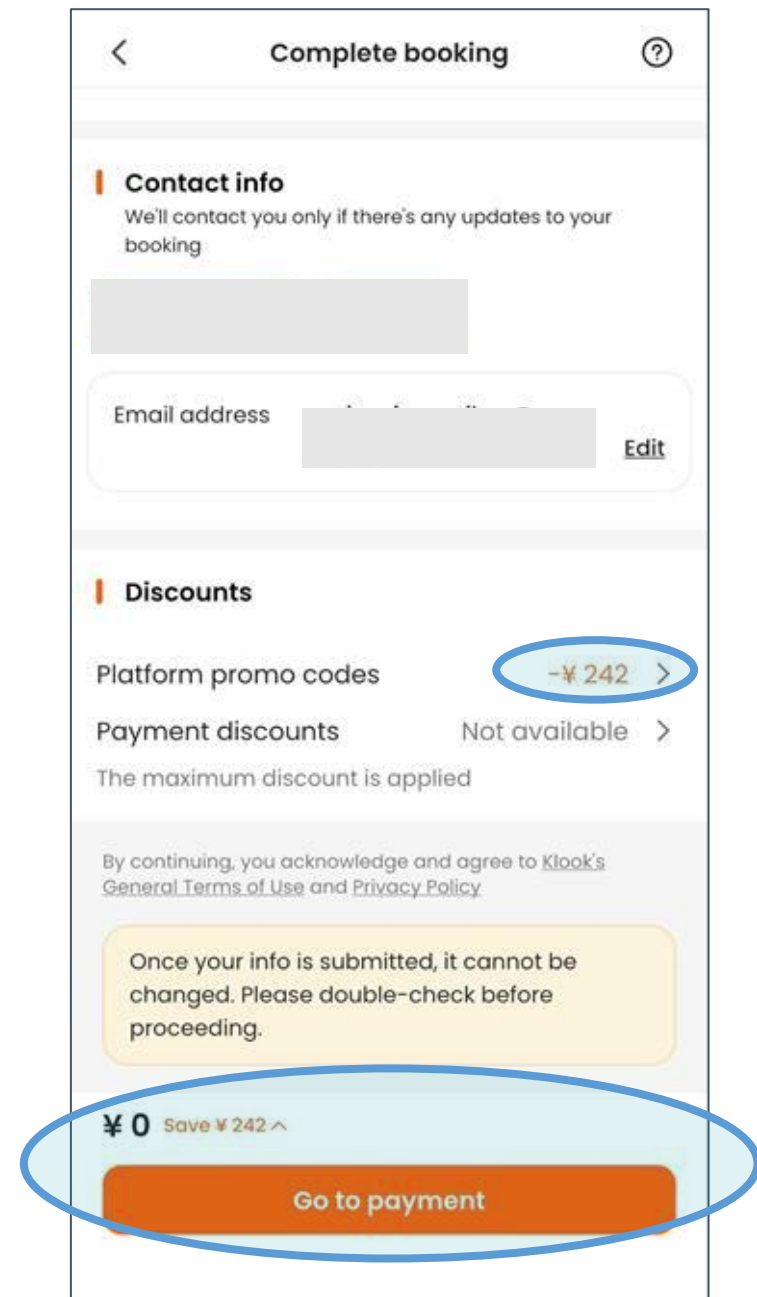 Complete booking
Contact info
We'll contact you only if there's any updates to your
booking
Email address
Edit
Discounts
Platform promo codes -¥ 242
Payment discounts Not available
The maximum discount is applied
By continuing, you acknowledge and agree to Klook's
General Terms of Use and Privacy Policy
Once your info is submitted, it cannot be
changed. Please double-check before
proceeding.
¥ 0 Save ¥ 242
Go to payment